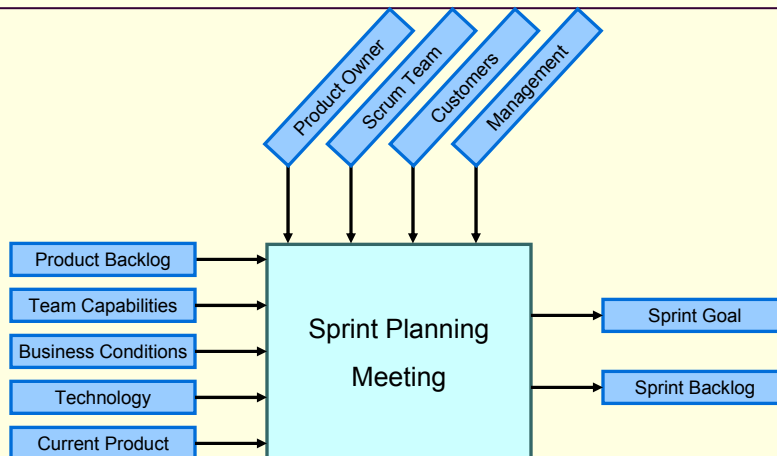 Product Owner
Scrum Team
Customers
Management
Product Backlog
Team Capabilities
Business Conditions
Technology
Current Product
Sprint Planning
Meeting
Sprint Goal
Sprint Backlog